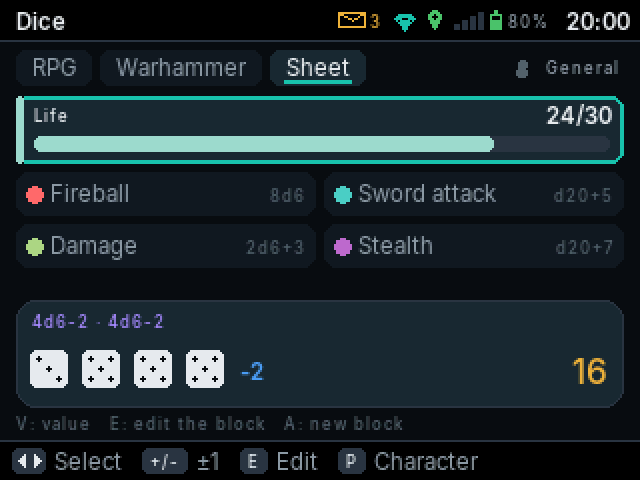 Dice 3 80% 20:00
RPG Warhammer Sheet General
Life 24/30
Fireball 8d6 Sword attack d20+5
Damage 2d6+3 Stealth d20+7
4d6-2 · 4d6-2
-2 16
V: value E: edit the block A: new block
Select +/- ±1 E Edit P Character